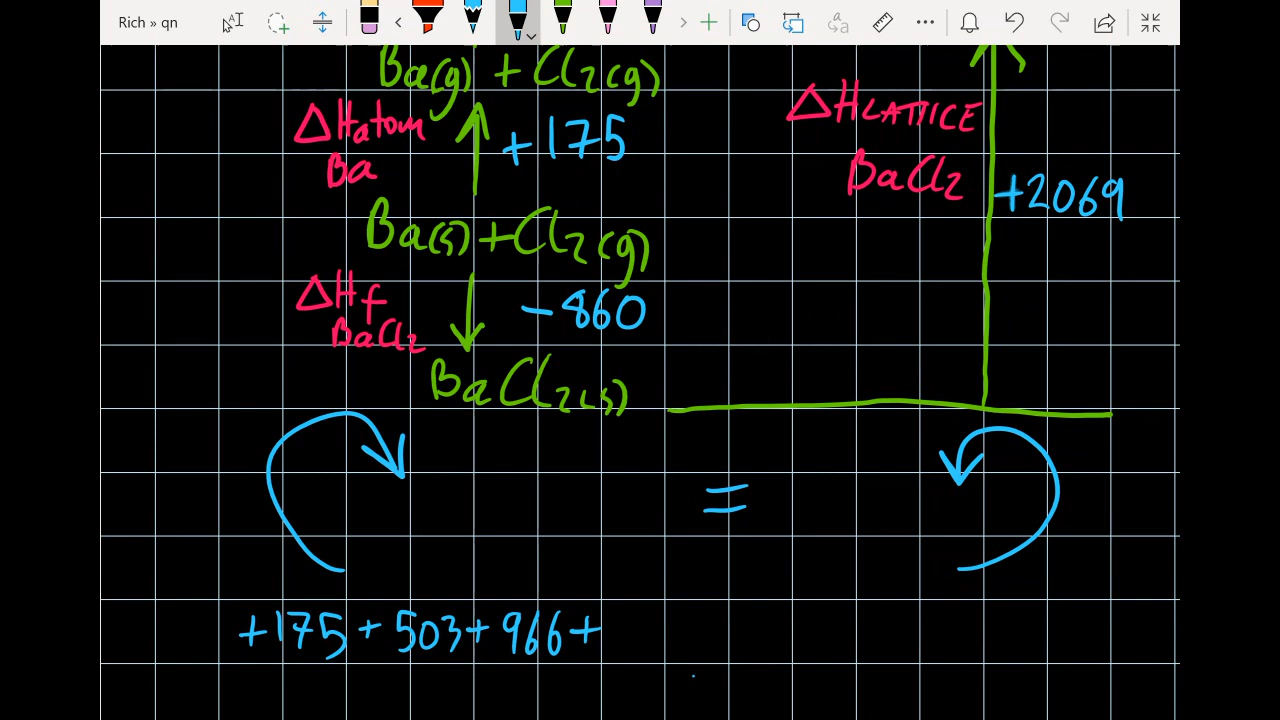 Rich » qn
Ba(g) + Cl2(g)
ΔHatom
Ba
+175
ΔHLATTICE
BaCl2
+2069
Ba(s)+Cl2(g)
ΔHf
BaCl2
-860
BaCl2(s)
=
+175 + 503 + 966 +